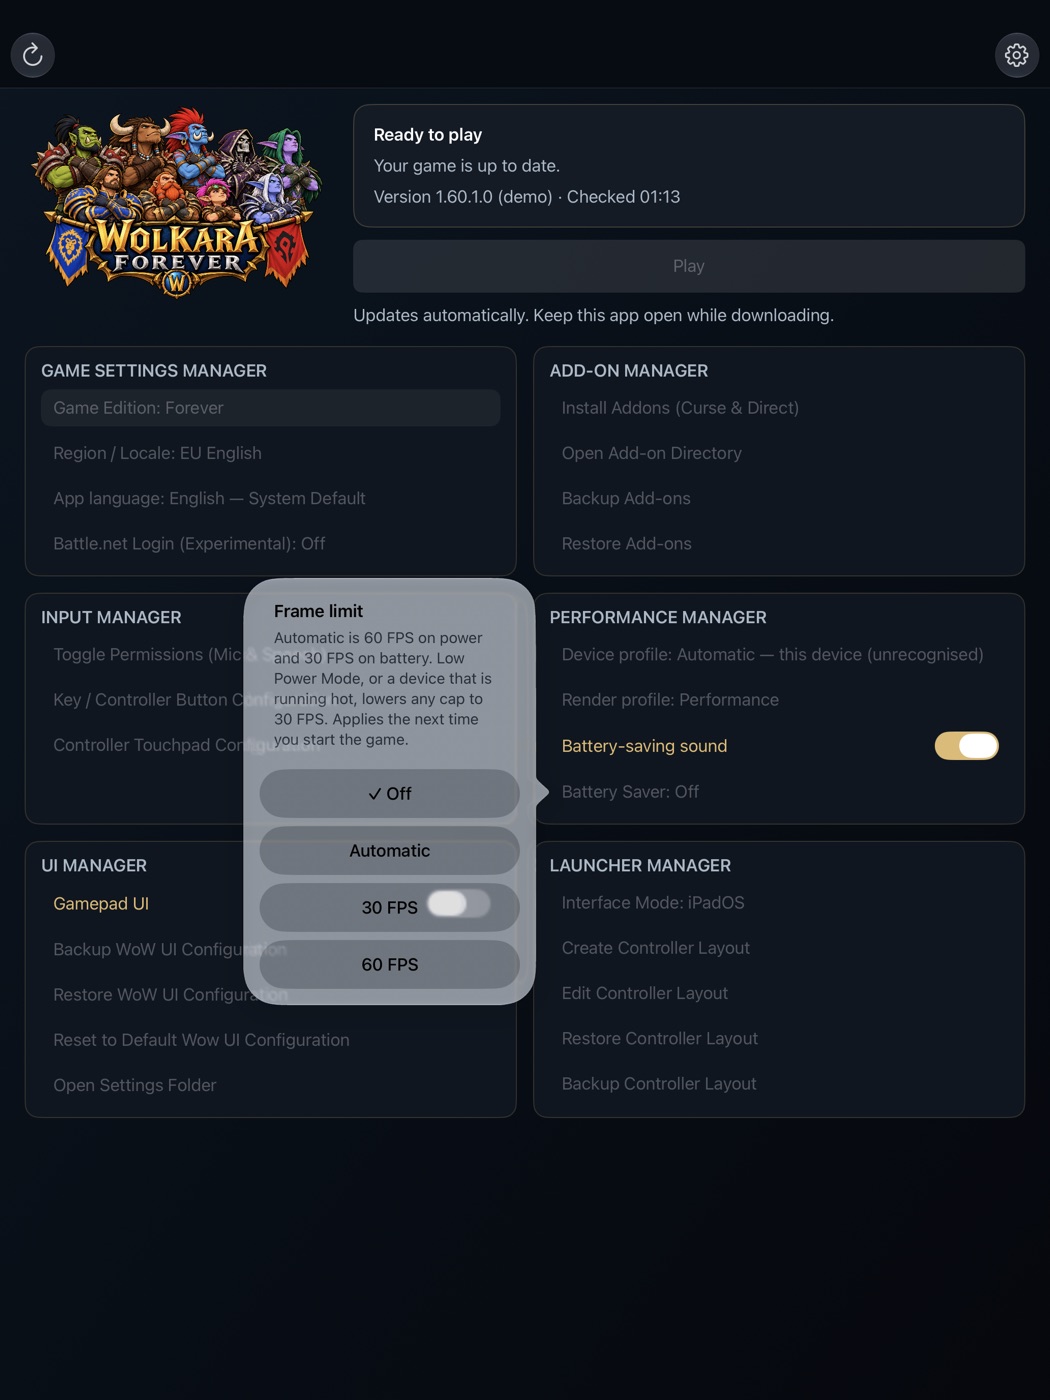 WOLKARA
FOREVER
W
Ready to play
Your game is up to date.
Version 1.60.1.0 (demo) · Checked 01:13
Play
Updates automatically. Keep this app open while downloading.
GAME SETTINGS MANAGER
Game Edition: Forever
Region / Locale: EU English
App language: English — System Default
Battle.net Login (Experimental): Off
ADD-ON MANAGER
Install Addons (Curse & Direct)
Open Add-on Directory
Backup Add-ons
Restore Add-ons
INPUT MANAGER
Toggle Permissions (Mic &
Key / Controller Button
Controller Touchpad
Frame limit
Automatic is 60 FPS on power
and 30 FPS on battery. Low
Power Mode, or a device that is
running hot, lowers any cap to
30 FPS. Applies the next time
you start the game.
✓ Off
Automatic
30 FPS
60 FPS
PERFORMANCE MANAGER
Device profile: Automatic — this device (unrecognised)
Render profile: Performance
Battery-saving sound
Battery Saver: Off
UI MANAGER
Gamepad UI
Backup WoW UI Configuration
Restore WoW UI Configuration
Reset to Default Wow UI Configuration
Open Settings Folder
LAUNCHER MANAGER
Interface Mode: iPadOS
Create Controller Layout
Edit Controller Layout
Restore Controller Layout
Backup Controller Layout